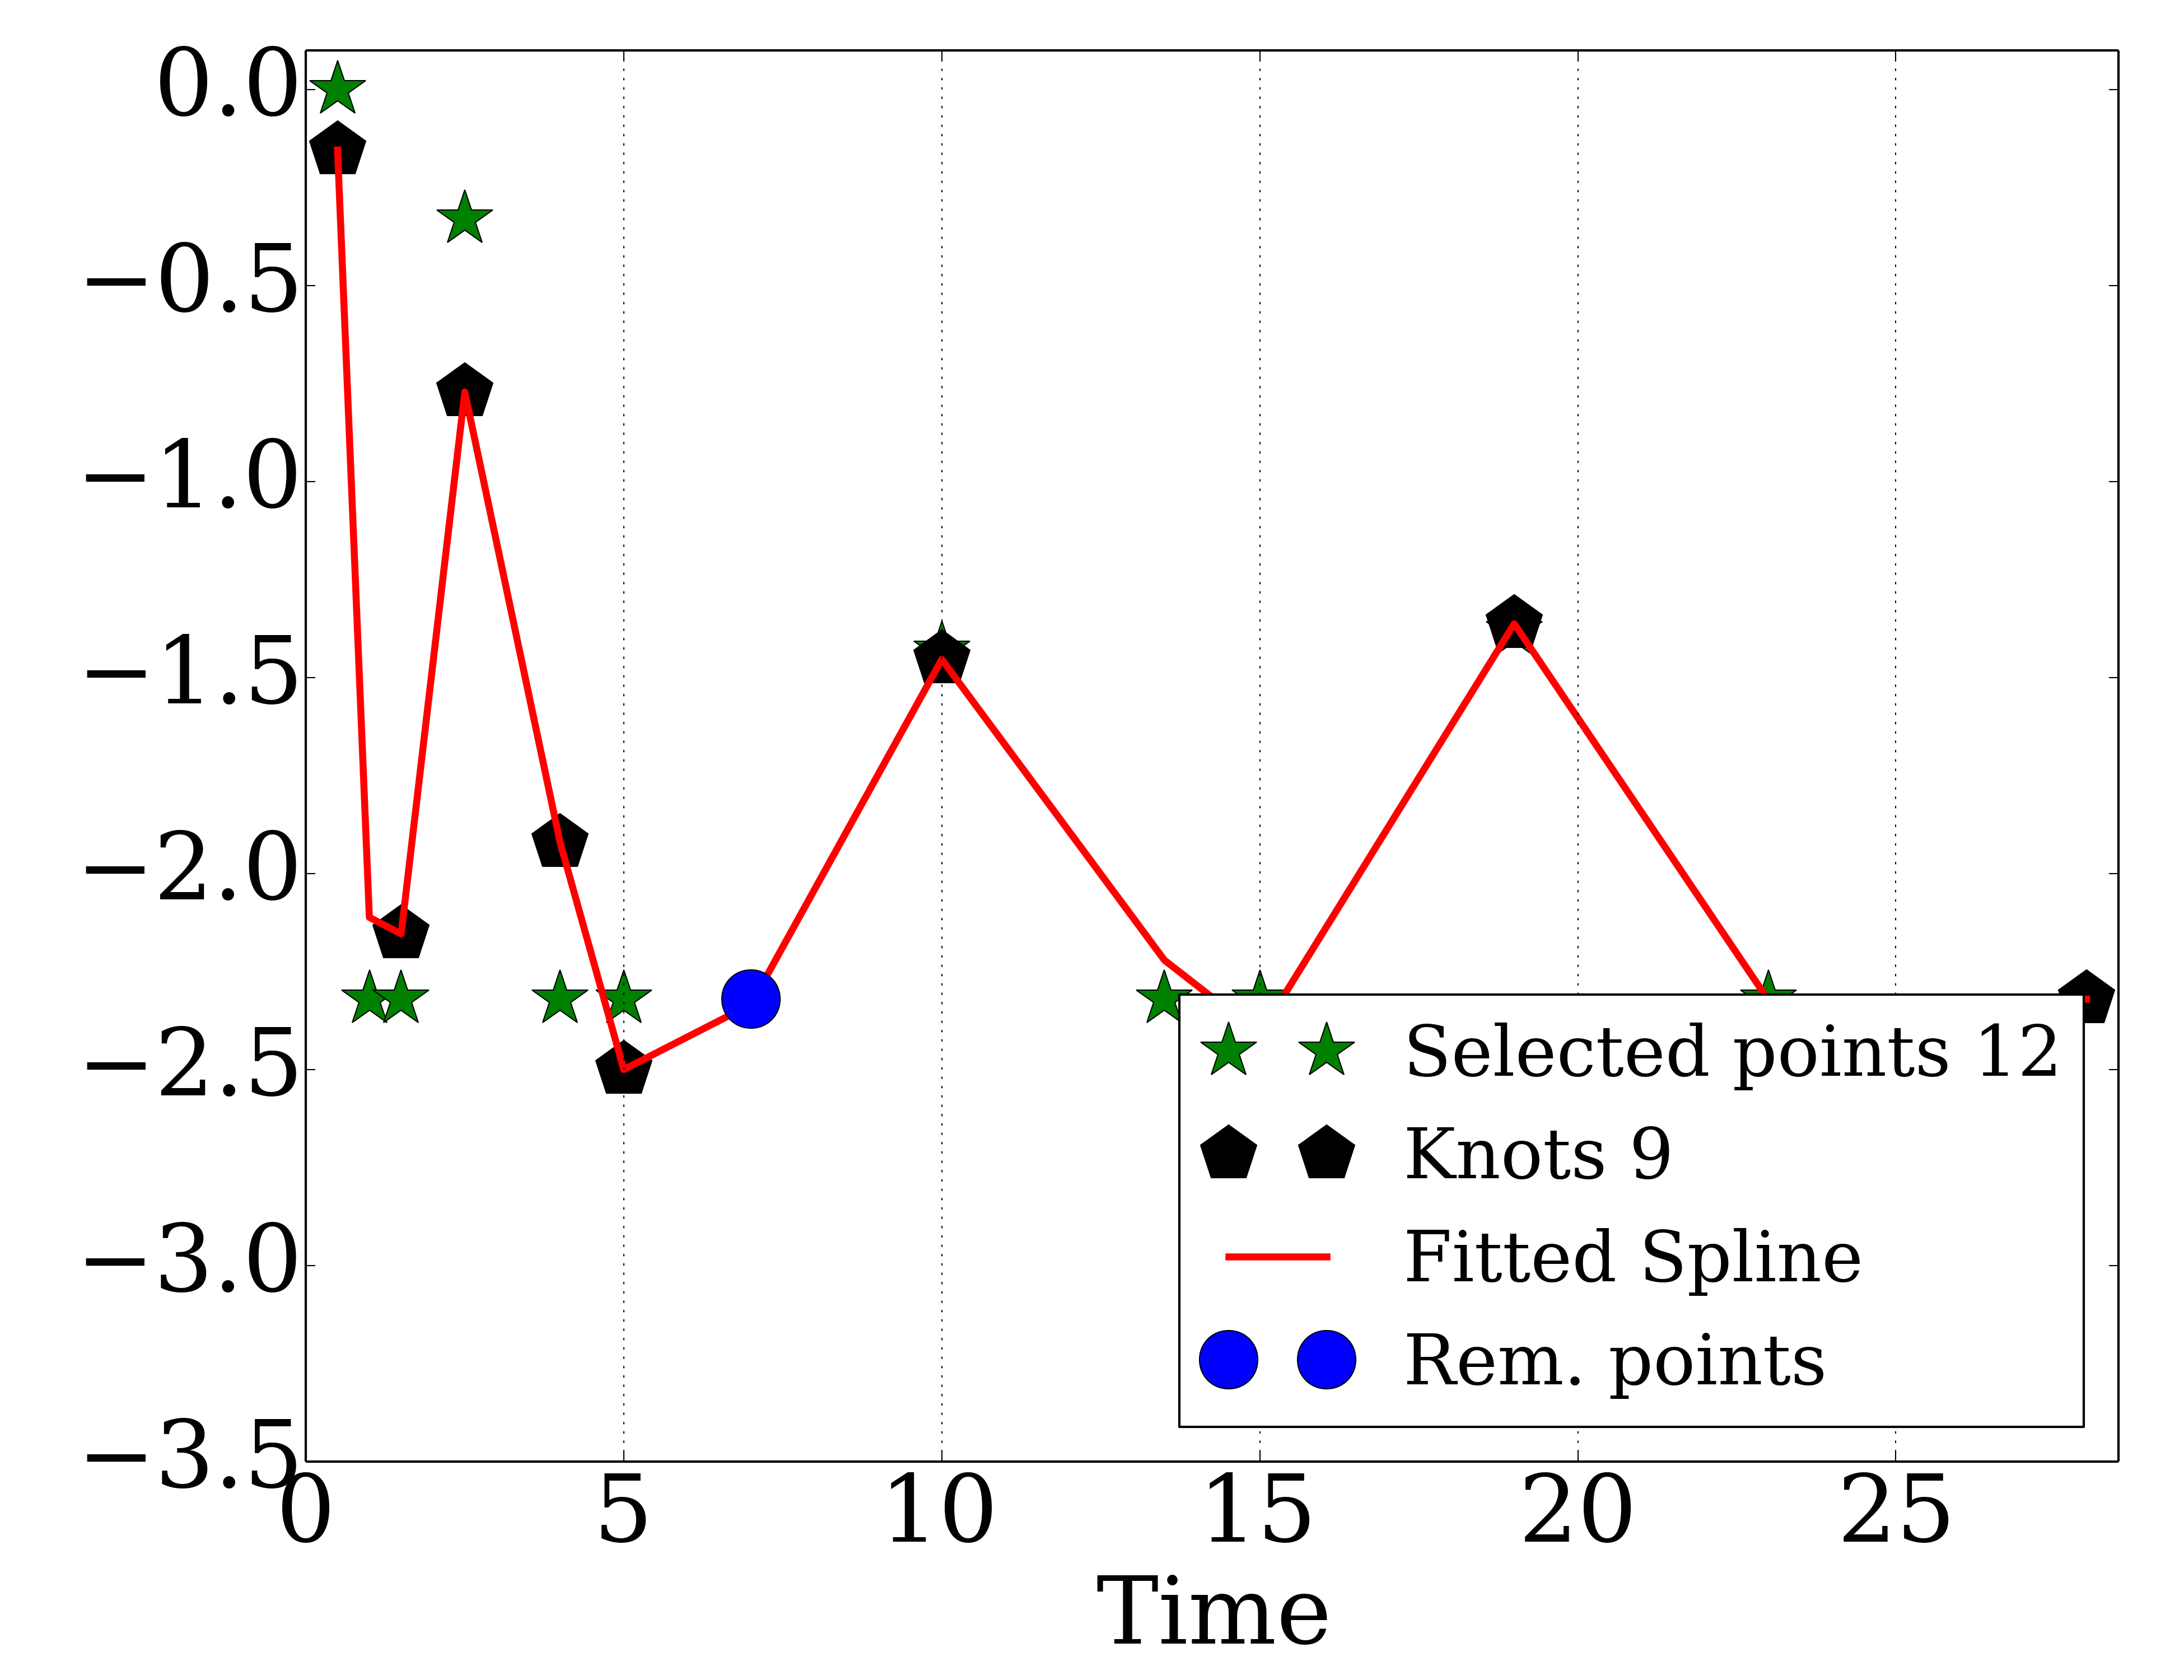 0.0
−0.5
−1.0
−1.5
−2.0
−2.5
−3.0
−3.5
Selected points 12
Knots 9
Fitted Spline
Rem. points
0 5 10 15 20 25
Time